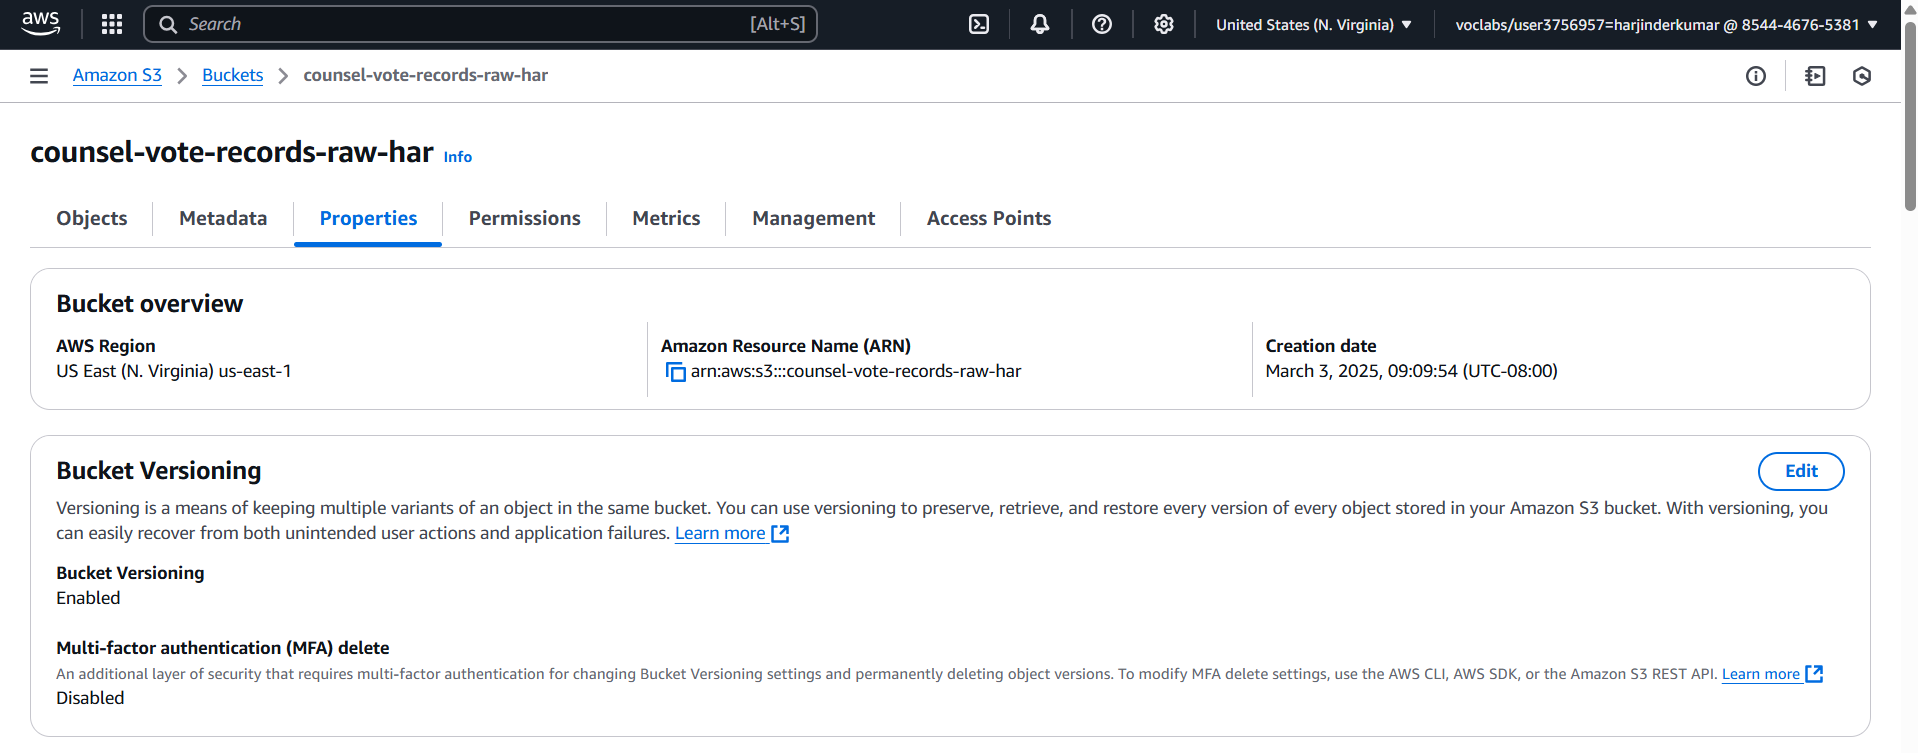 aws
Search [Alt+S]
United States (N. Virginia)
voclabs/user3756957=harjinderkumar @ 8544-4676-5381
Amazon S3 > Buckets > counsel-vote-records-raw-har
counsel-vote-records-raw-har Info
Objects
Metadata
Properties
Permissions
Metrics
Management
Access Points
Bucket overview
AWS Region
US East (N. Virginia) us-east-1
Amazon Resource Name (ARN)
arn:aws:s3:::counsel-vote-records-raw-har
Creation date
March 3, 2025, 09:09:54 (UTC-08:00)
Bucket Versioning
Edit
Versioning is a means of keeping multiple variants of an object in the same bucket. You can use versioning to preserve, retrieve, and restore every version of every object stored in your Amazon S3 bucket. With versioning, you
can easily recover from both unintended user actions and application failures. Learn more
Bucket Versioning
Enabled
Multi-factor authentication (MFA) delete
An additional layer of security that requires multi-factor authentication for changing Bucket Versioning settings and permanently deleting object versions. To modify MFA delete settings, use the AWS CLI, AWS SDK, or the Amazon S3 REST API. Learn more
Disabled